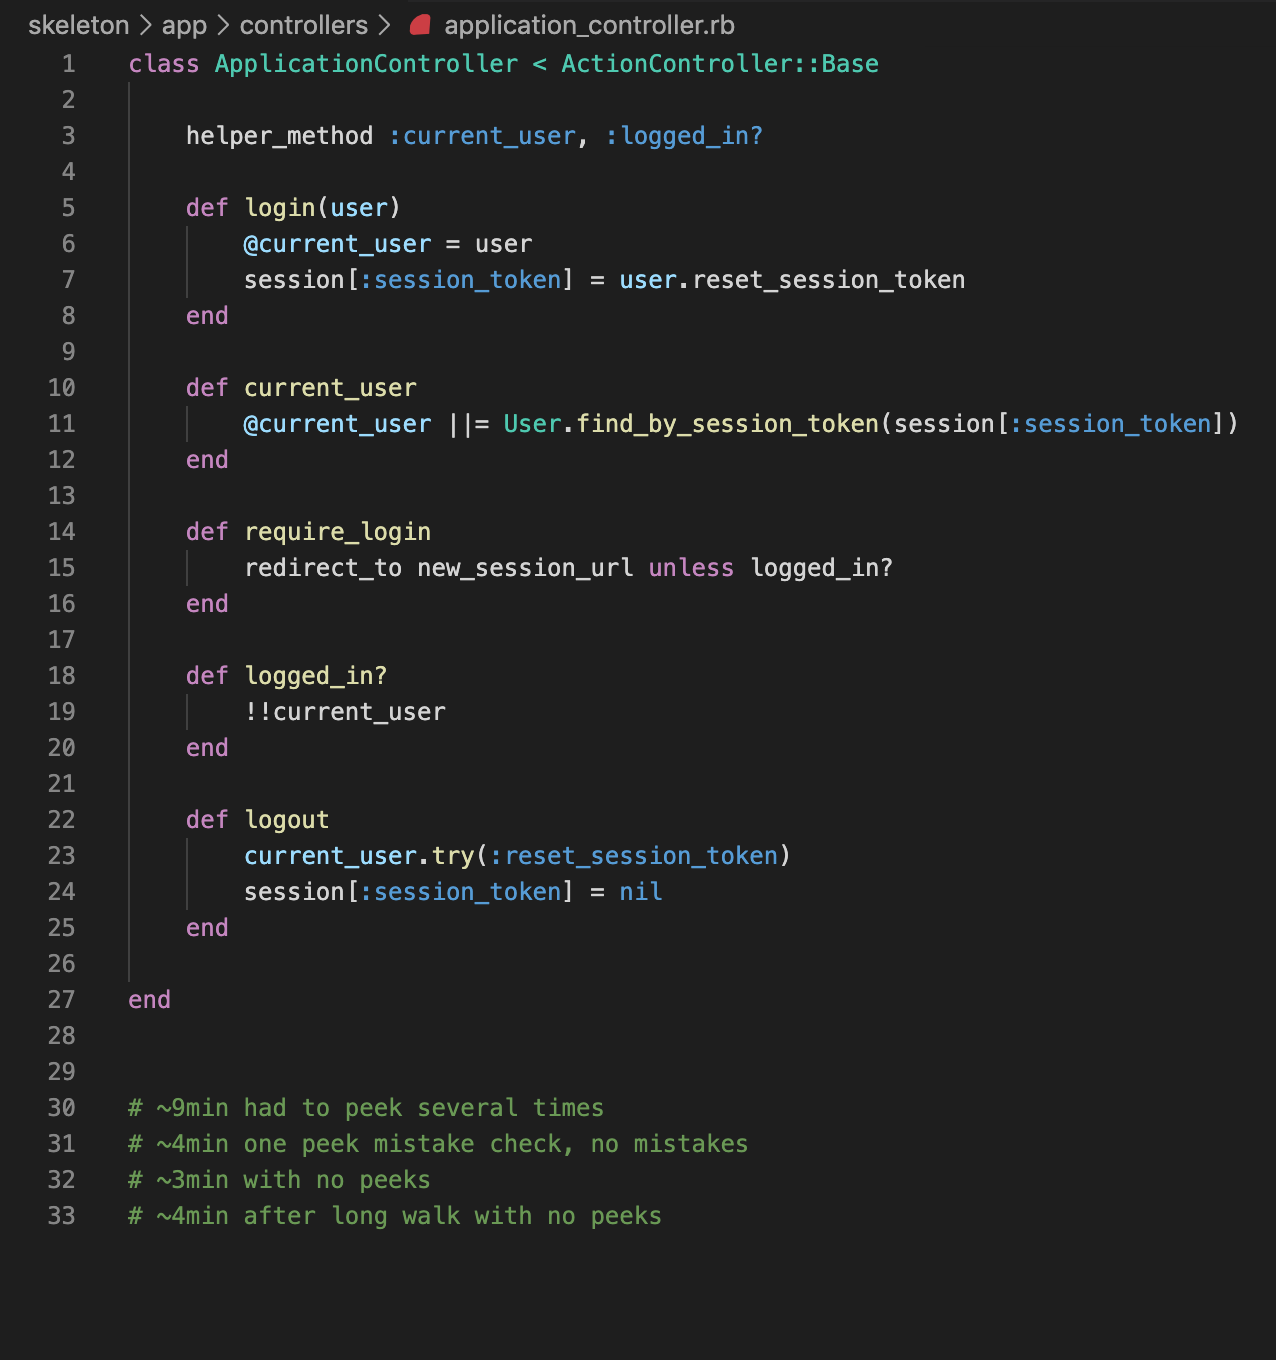 skeleton > app > controllers > application_controller.rb
1 class ApplicationController < ActionController::Base
2
3 helper_method :current_user, :logged_in?
4
5 def login(user)
6 @current_user = user
7 session[:session_token] = user.reset_session_token
8 end
9
10 def current_user
11 @current_user ||= User.find_by_session_token(session[:session_token])
12 end
13
14 def require_login
15 redirect_to new_session_url unless logged_in?
16 end
17
18 def logged_in?
19 !!current_user
20 end
21
22 def logout
23 current_user.try(:reset_session_token)
24 session[:session_token] = nil
25 end
26
27 end
28
29
30 # ~9min had to peek several times
31 # ~4min one peek mistake check, no mistakes
32 # ~3min with no peeks
33 # ~4min after long walk with no peeks